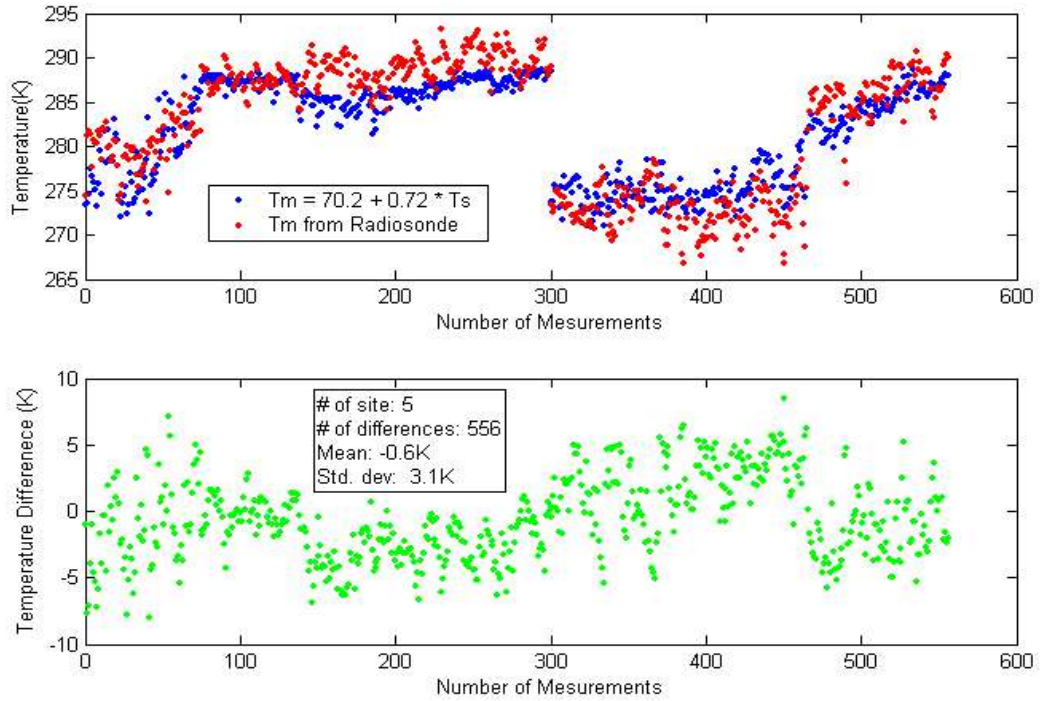 295
290
285
280
275
270
265
Temperature(K)
Tm = 70.2 + 0.72 * Ts
Tm from Radiosonde
0
100
200
300
400
500
600
Number of Mesurements
10
5
0
-5
-10
Temperature Differenece (K)
# of site: 5
# of differences: 556
Mean: -0.6K
Std. dev: 3.1K
0
100
200
300
400
500
600
Number of Mesurements